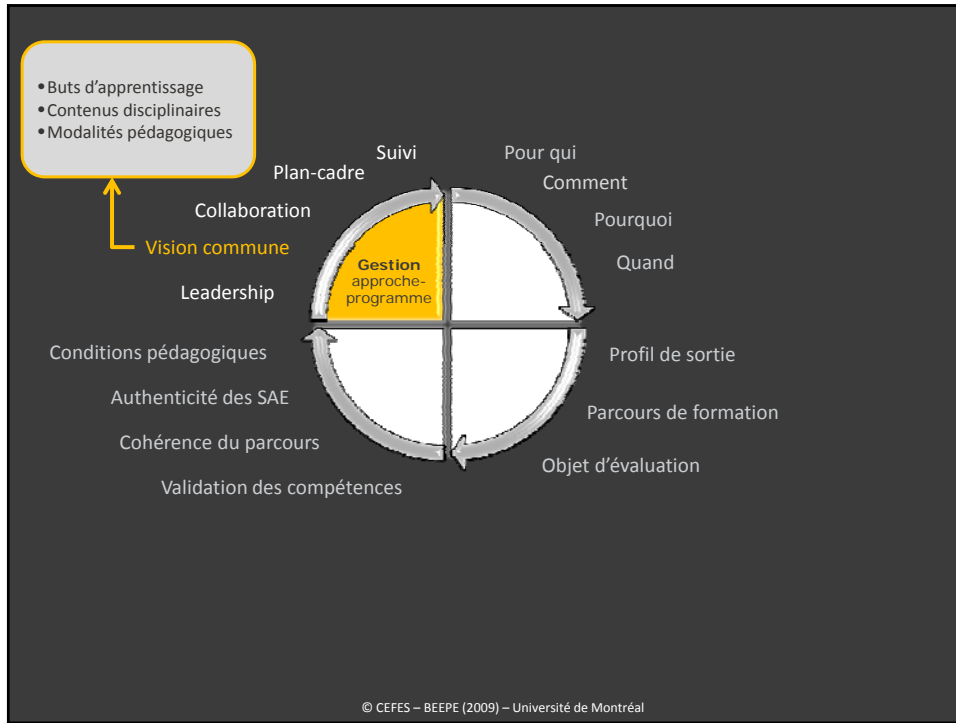 •Buts d'apprentissage
•Contenus disciplinaires
•Modalités pédagogiques
Suivi
Plan-cadre
Collaboration
Vision commune
Leadership
Gestion
approche-
programme
Pour qui
Comment
Pourquoi
Quand
Profil de sortie
Parcours de formation
Objet d'évaluation
Conditions pédagogiques
Authenticité des SAE
Cohérence du parcours
Validation des compétences
© CEFES – BEEPE (2009) – Université de Montréal